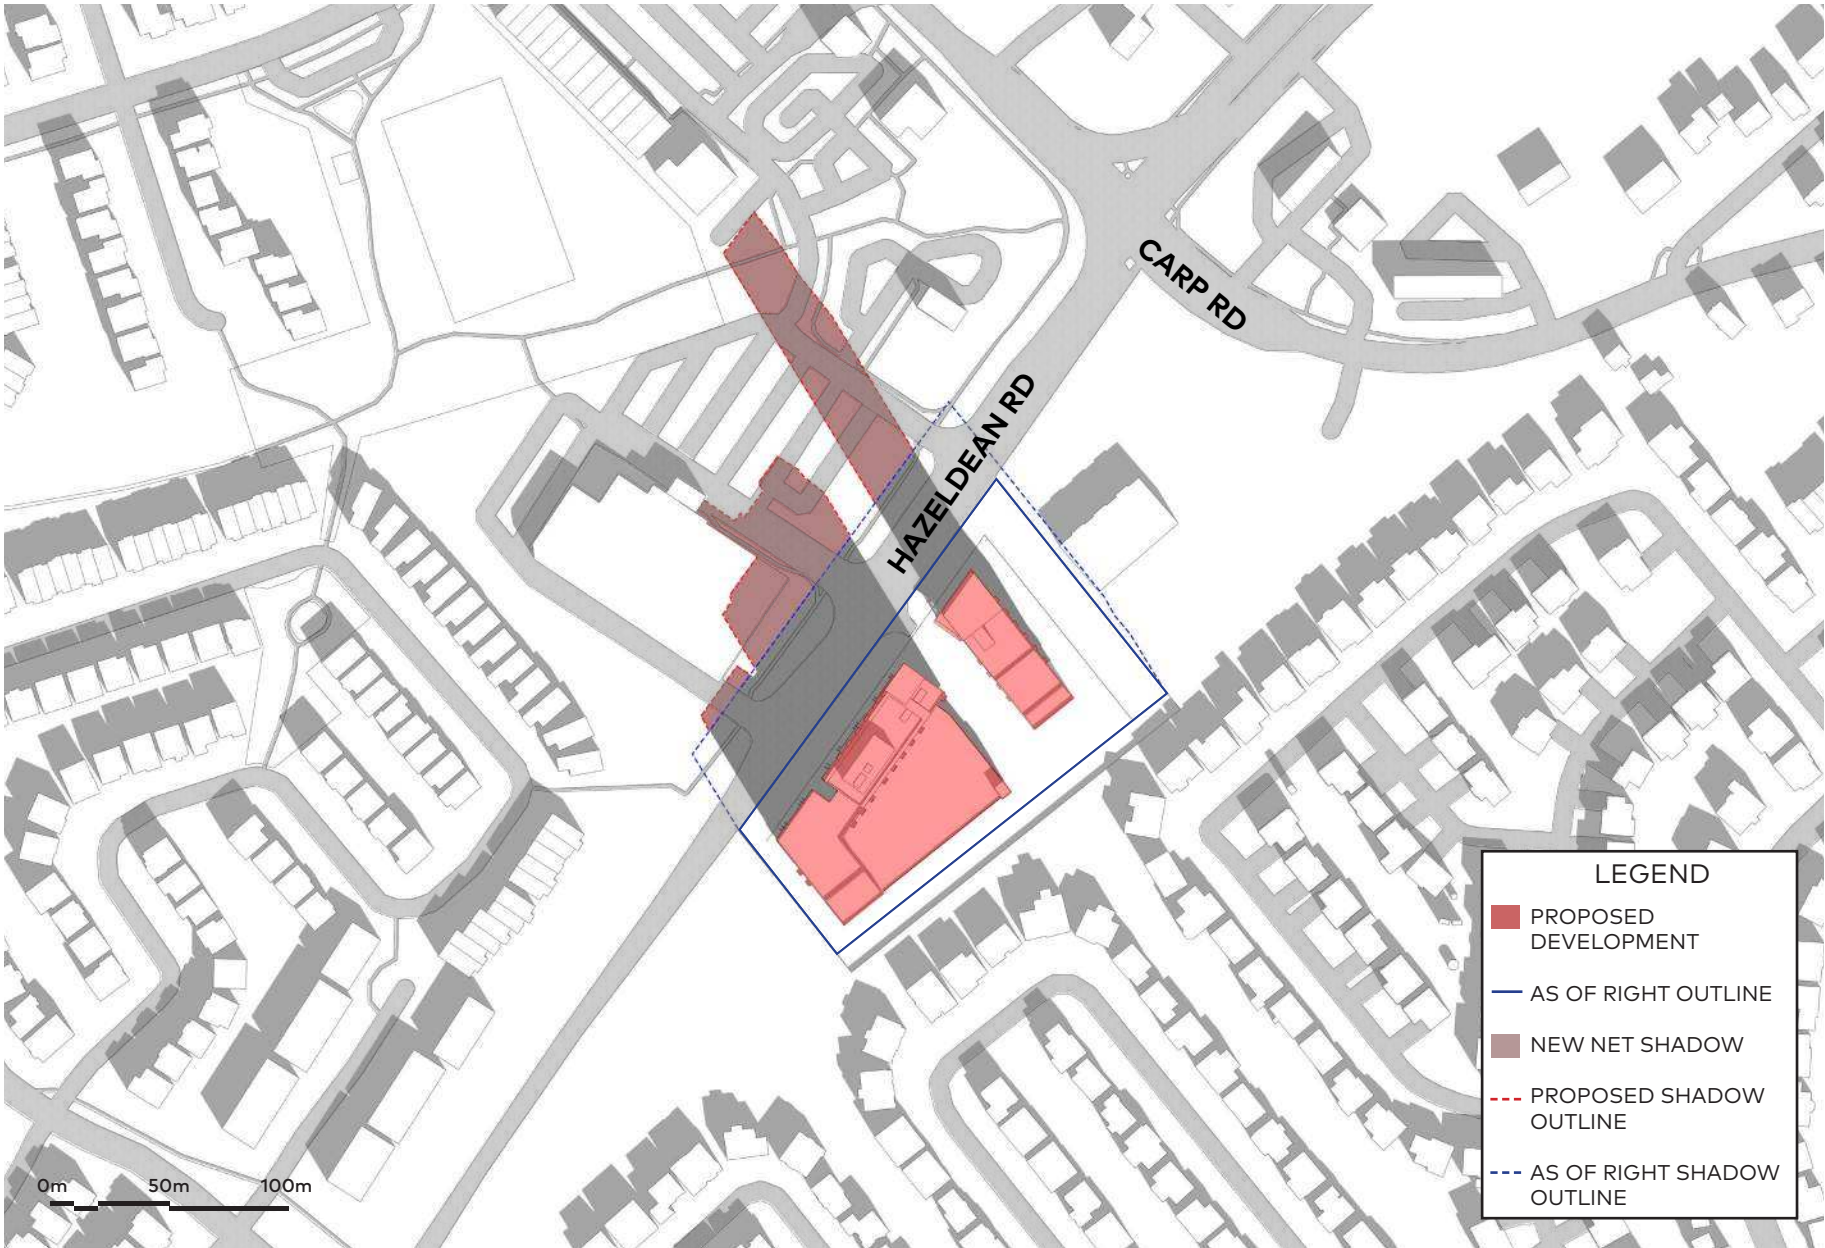 CARP RD
HAZELDEAN RD
LEGEND
PROPOSED
DEVELOPMENT
AS OF RIGHT OUTLINE
NEW NET SHADOW
PROPOSED SHADOW
OUTLINE
AS OF RIGHT SHADOW
OUTLINE
0m 50m 100m